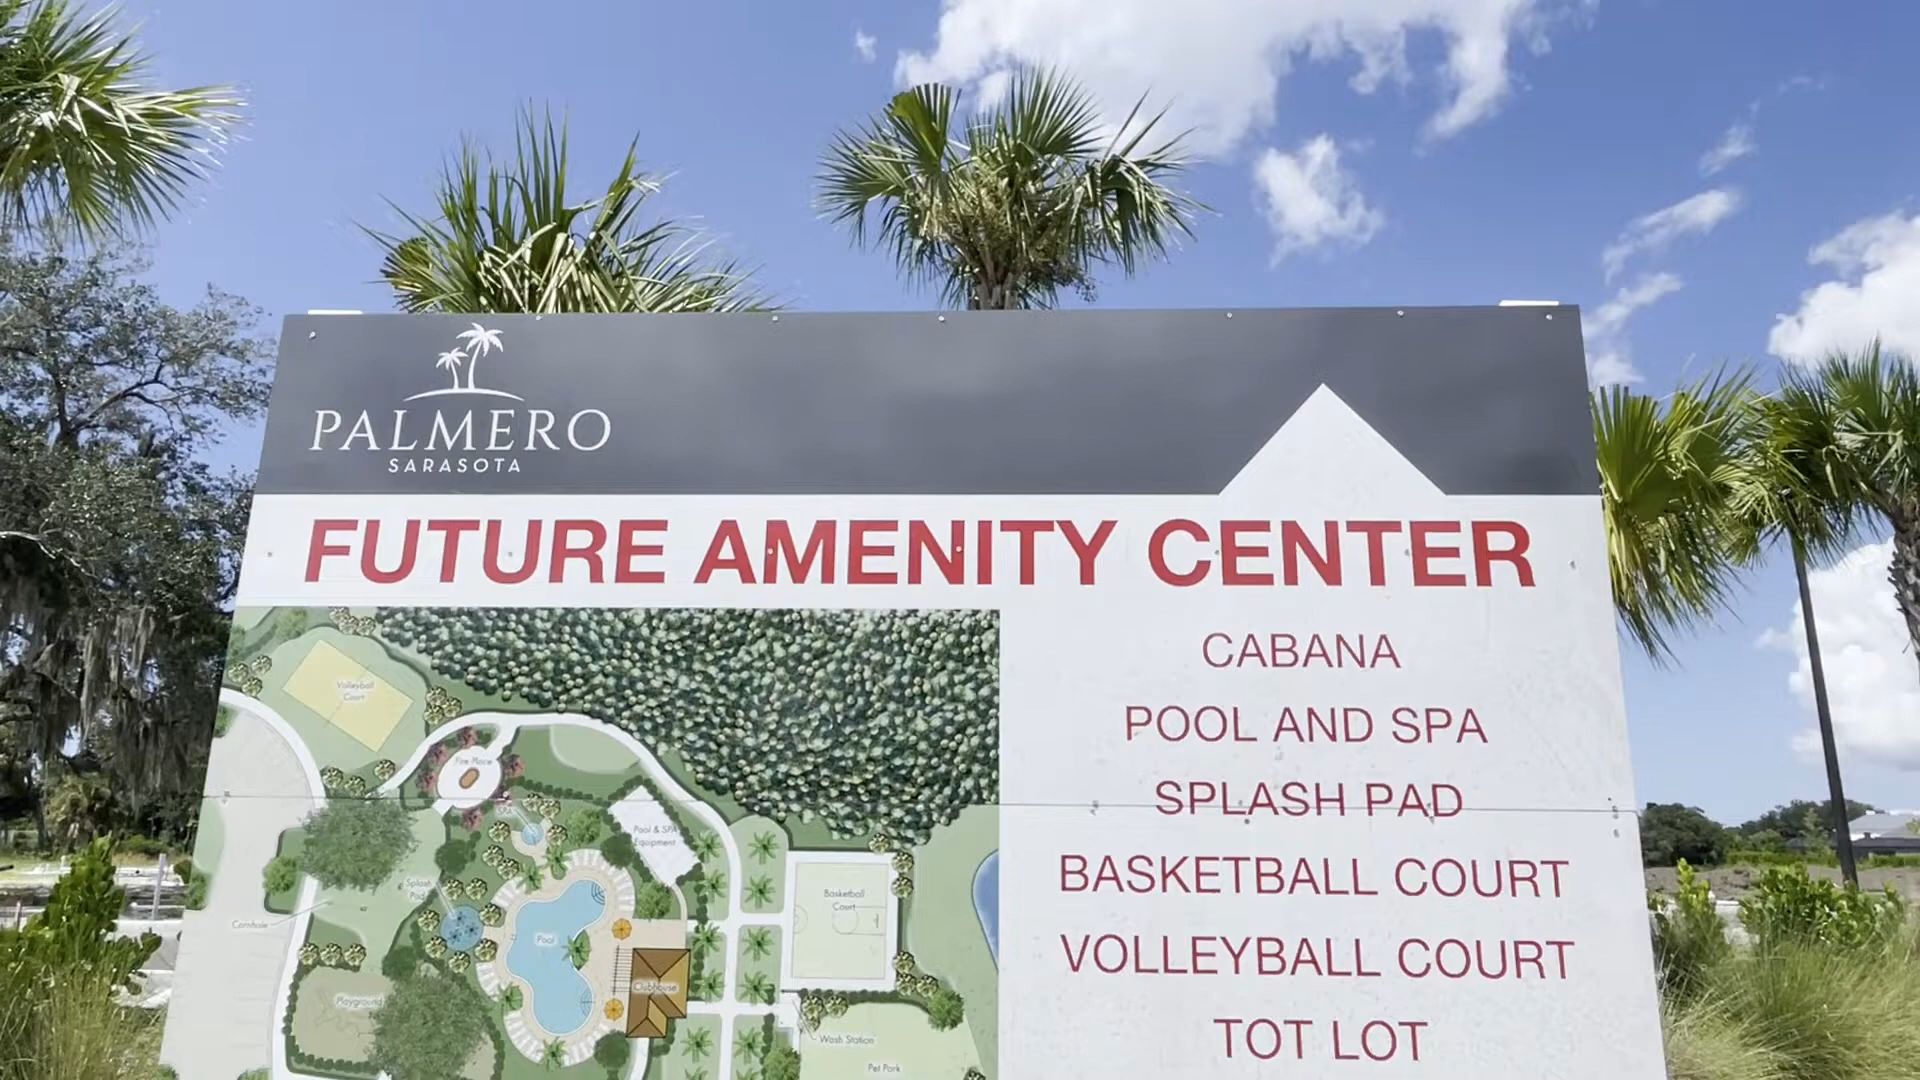 PALMERO
SARASOTA
FUTURE AMENITY CENTER
CABANA
POOL AND SPA
SPLASH PAD
BASKETBALL COURT
VOLLEYBALL COURT
TOT LOT
Volleyball
Court
Fire Place
Pool & SPA
Equipment
Splash
Pad
Cornhole
Pool
Basketball
Court
Clubhouse
Playground
Wash Station
Pet Park